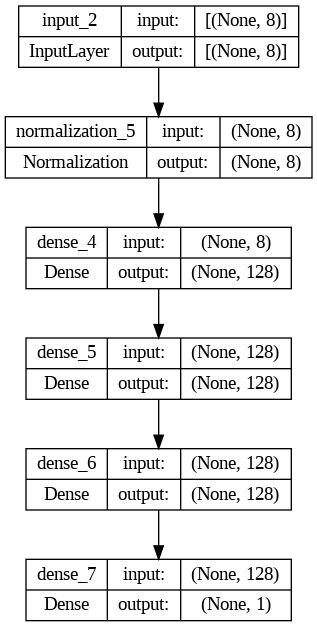 input_2 input: [(None, 8)]
InputLayer output: [(None, 8)]
normalization_5 input: (None, 8)
Normalization output: (None, 8)
dense_4 input: (None, 8)
Dense output: (None, 128)
dense_5 input: (None, 128)
Dense output: (None, 128)
dense_6 input: (None, 128)
Dense output: (None, 128)
dense_7 input: (None, 128)
Dense output: (None, 1)